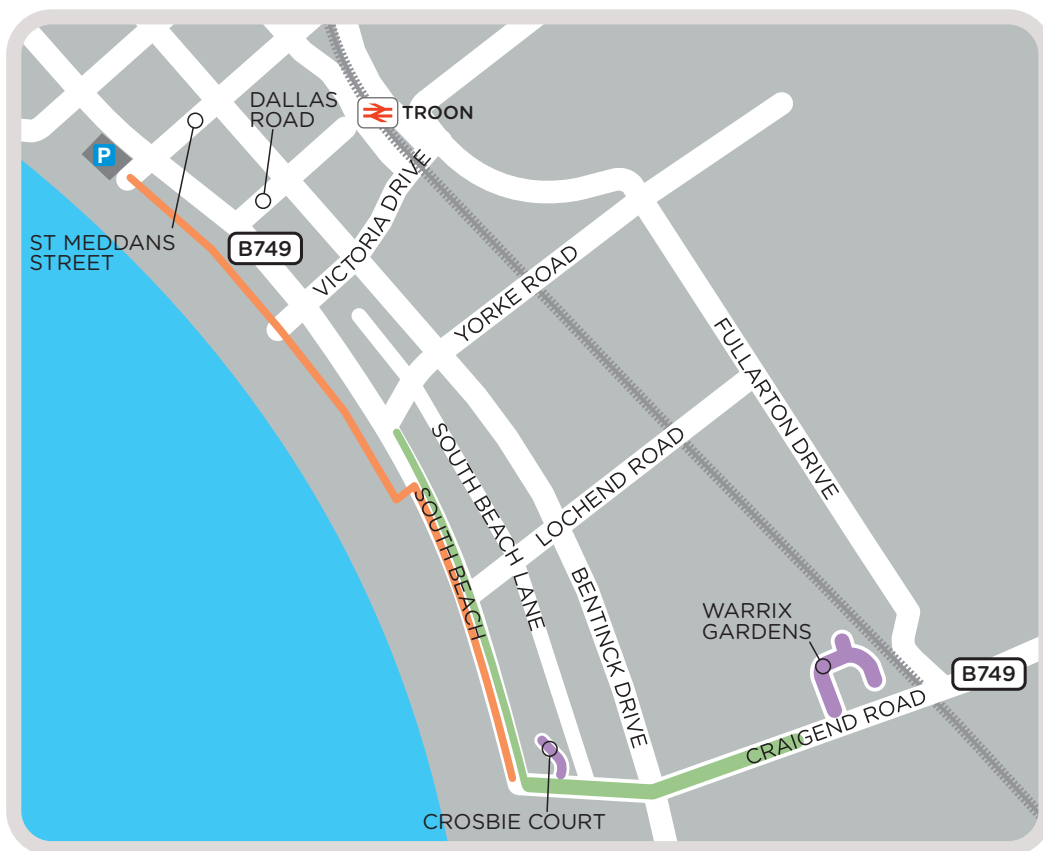 DALLAS
ROAD
TROON
P
VICTORIA DRIVE
ST MEDDANS
STREET
B749
YORKE ROAD
FULLARTON DRIVE
SOUTH BEACH LANE
LOCHEND ROAD
SOUTH BEACH
BENTINCK DRIVE
WARRIX
GARDENS
B749
CRAIGEND ROAD
CROSBIE COURT